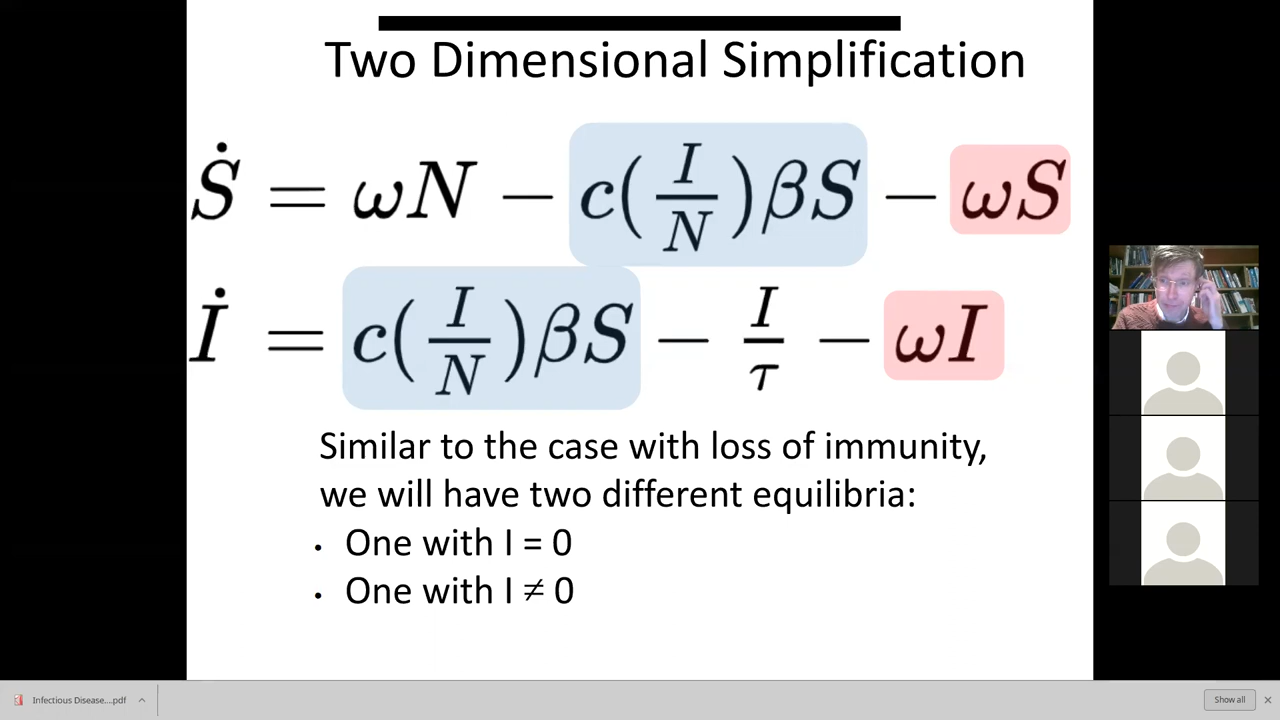 Two Dimensional Simplification
Ṡ = ωN − c(I/N)βS − ωS
İ = c(I/N)βS − I/τ − ωI
Similar to the case with loss of immunity,
we will have two different equilibria:
• One with I = 0
• One with I ≠ 0
Infectious Disease....pdf
Show all